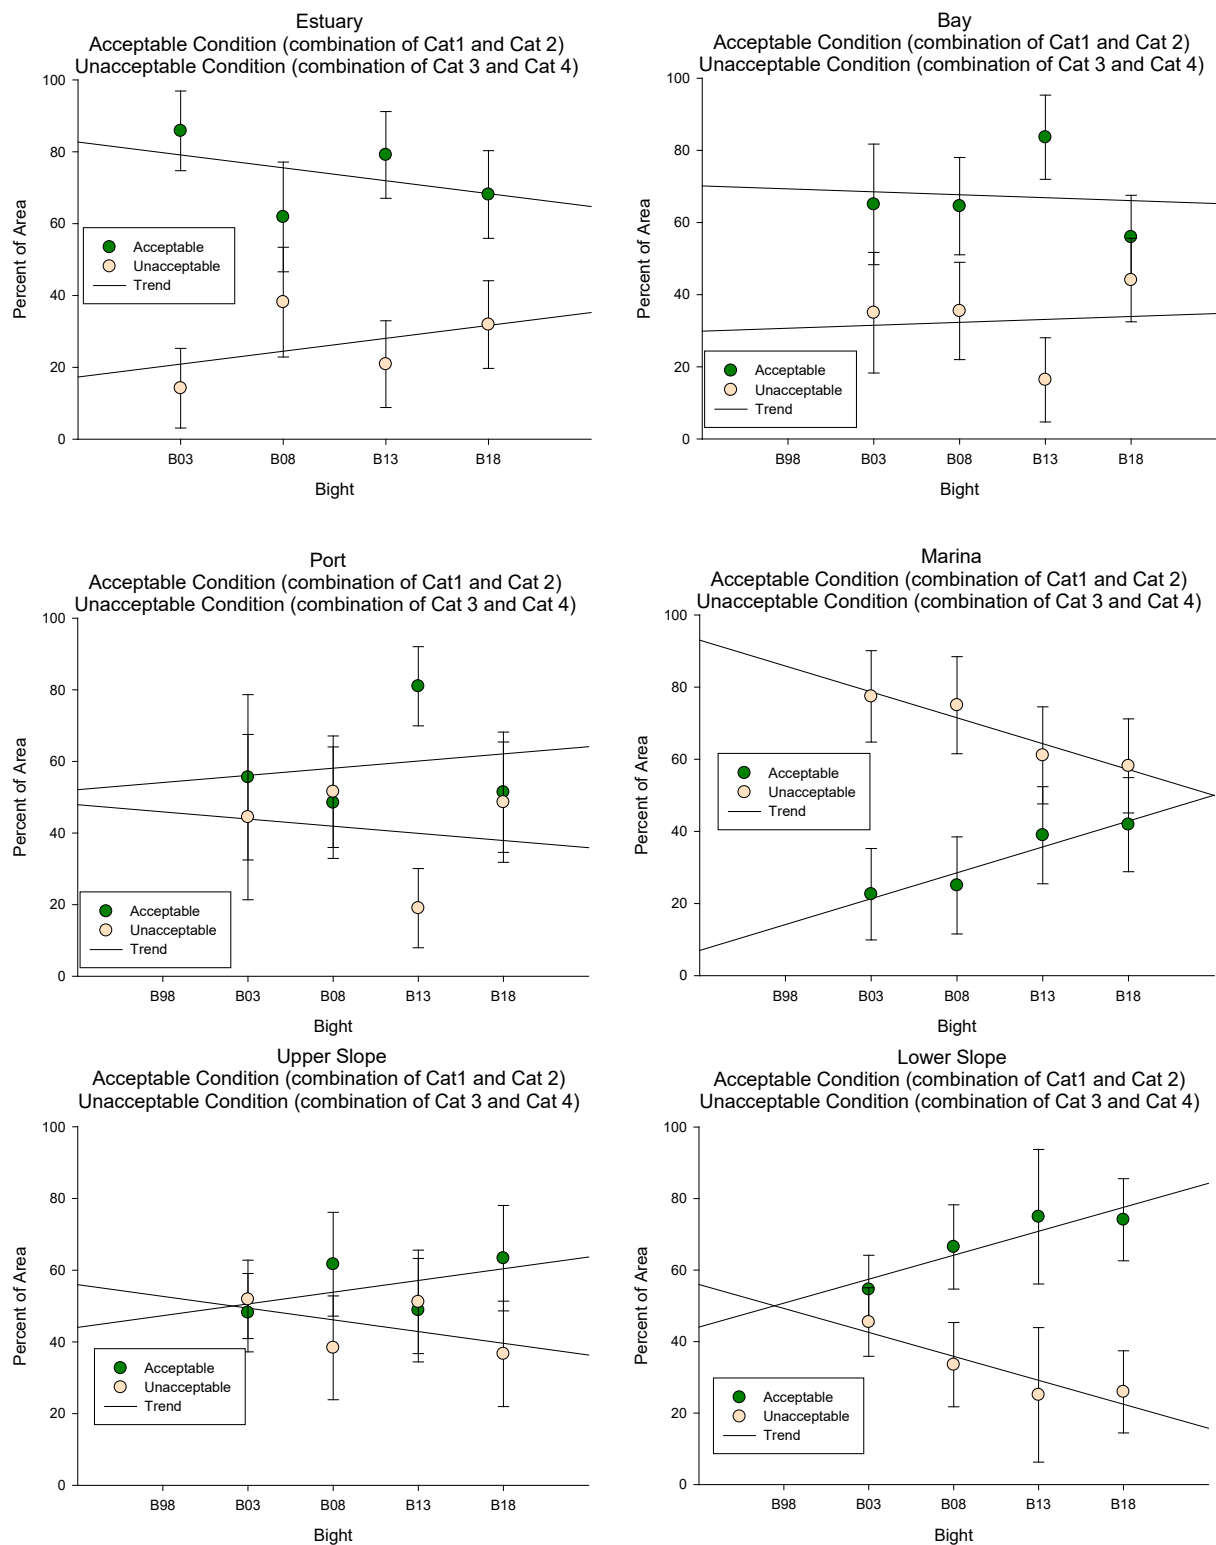 Estuary
Acceptable Condition (combination of Cat1 and Cat 2)
Unacceptable Condition (combination of Cat 3 and Cat 4)
100
80
60
40
20
0
Percent of Area
Acceptable
Unacceptable
Trend
B03 B08 B13 B18
Bight
Bay
Acceptable Condition (combination of Cat1 and Cat 2)
Unacceptable Condition (combination of Cat 3 and Cat 4)
100
80
60
40
20
0
Percent of Area
Acceptable
Unacceptable
Trend
B98 B03 B08 B13 B18
Bight
Port
Acceptable Condition (combination of Cat1 and Cat 2)
Unacceptable Condition (combination of Cat 3 and Cat 4)
100
80
60
40
20
0
Percent of Area
Acceptable
Unacceptable
Trend
B98 B03 B08 B13 B18
Bight
Marina
Acceptable Condition (combination of Cat1 and Cat 2)
Unacceptable Condition (combination of Cat 3 and Cat 4)
100
80
60
40
20
0
Percent of Area
Acceptable
Unacceptable
Trend
B98 B03 B08 B13 B18
Bight
Upper Slope
Acceptable Condition (combination of Cat1 and Cat 2)
Unacceptable Condition (combination of Cat 3 and Cat 4)
100
80
60
40
20
0
Percent of Area
Acceptable
Unacceptable
Trend
B98 B03 B08 B13 B18
Bight
Lower Slope
Acceptable Condition (combination of Cat1 and Cat 2)
Unacceptable Condition (combination of Cat 3 and Cat 4)
100
80
60
40
20
0
Percent of Area
Acceptable
Unacceptable
Trend
B98 B03 B08 B13 B18
Bight